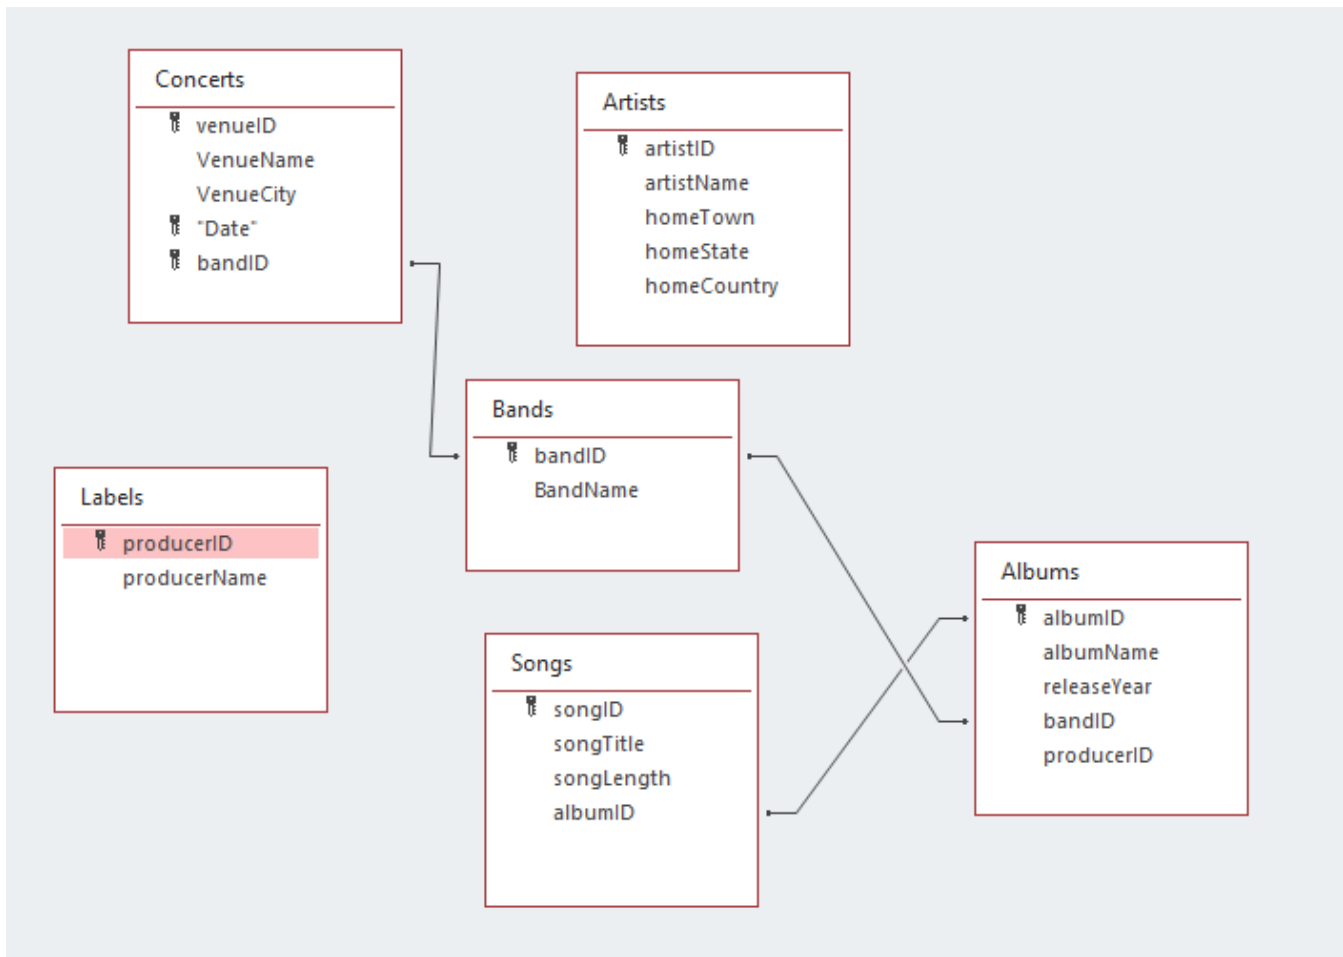 Concerts
venueID
VenueName
VenueCity
"Date"
bandID
Artists
artistID
artistName
homeTown
homeState
homeCountry
Bands
bandID
BandName
Labels
producerID
producerName
Songs
songID
songTitle
songLength
albumID
Albums
albumID
albumName
releaseYear
bandID
producerID